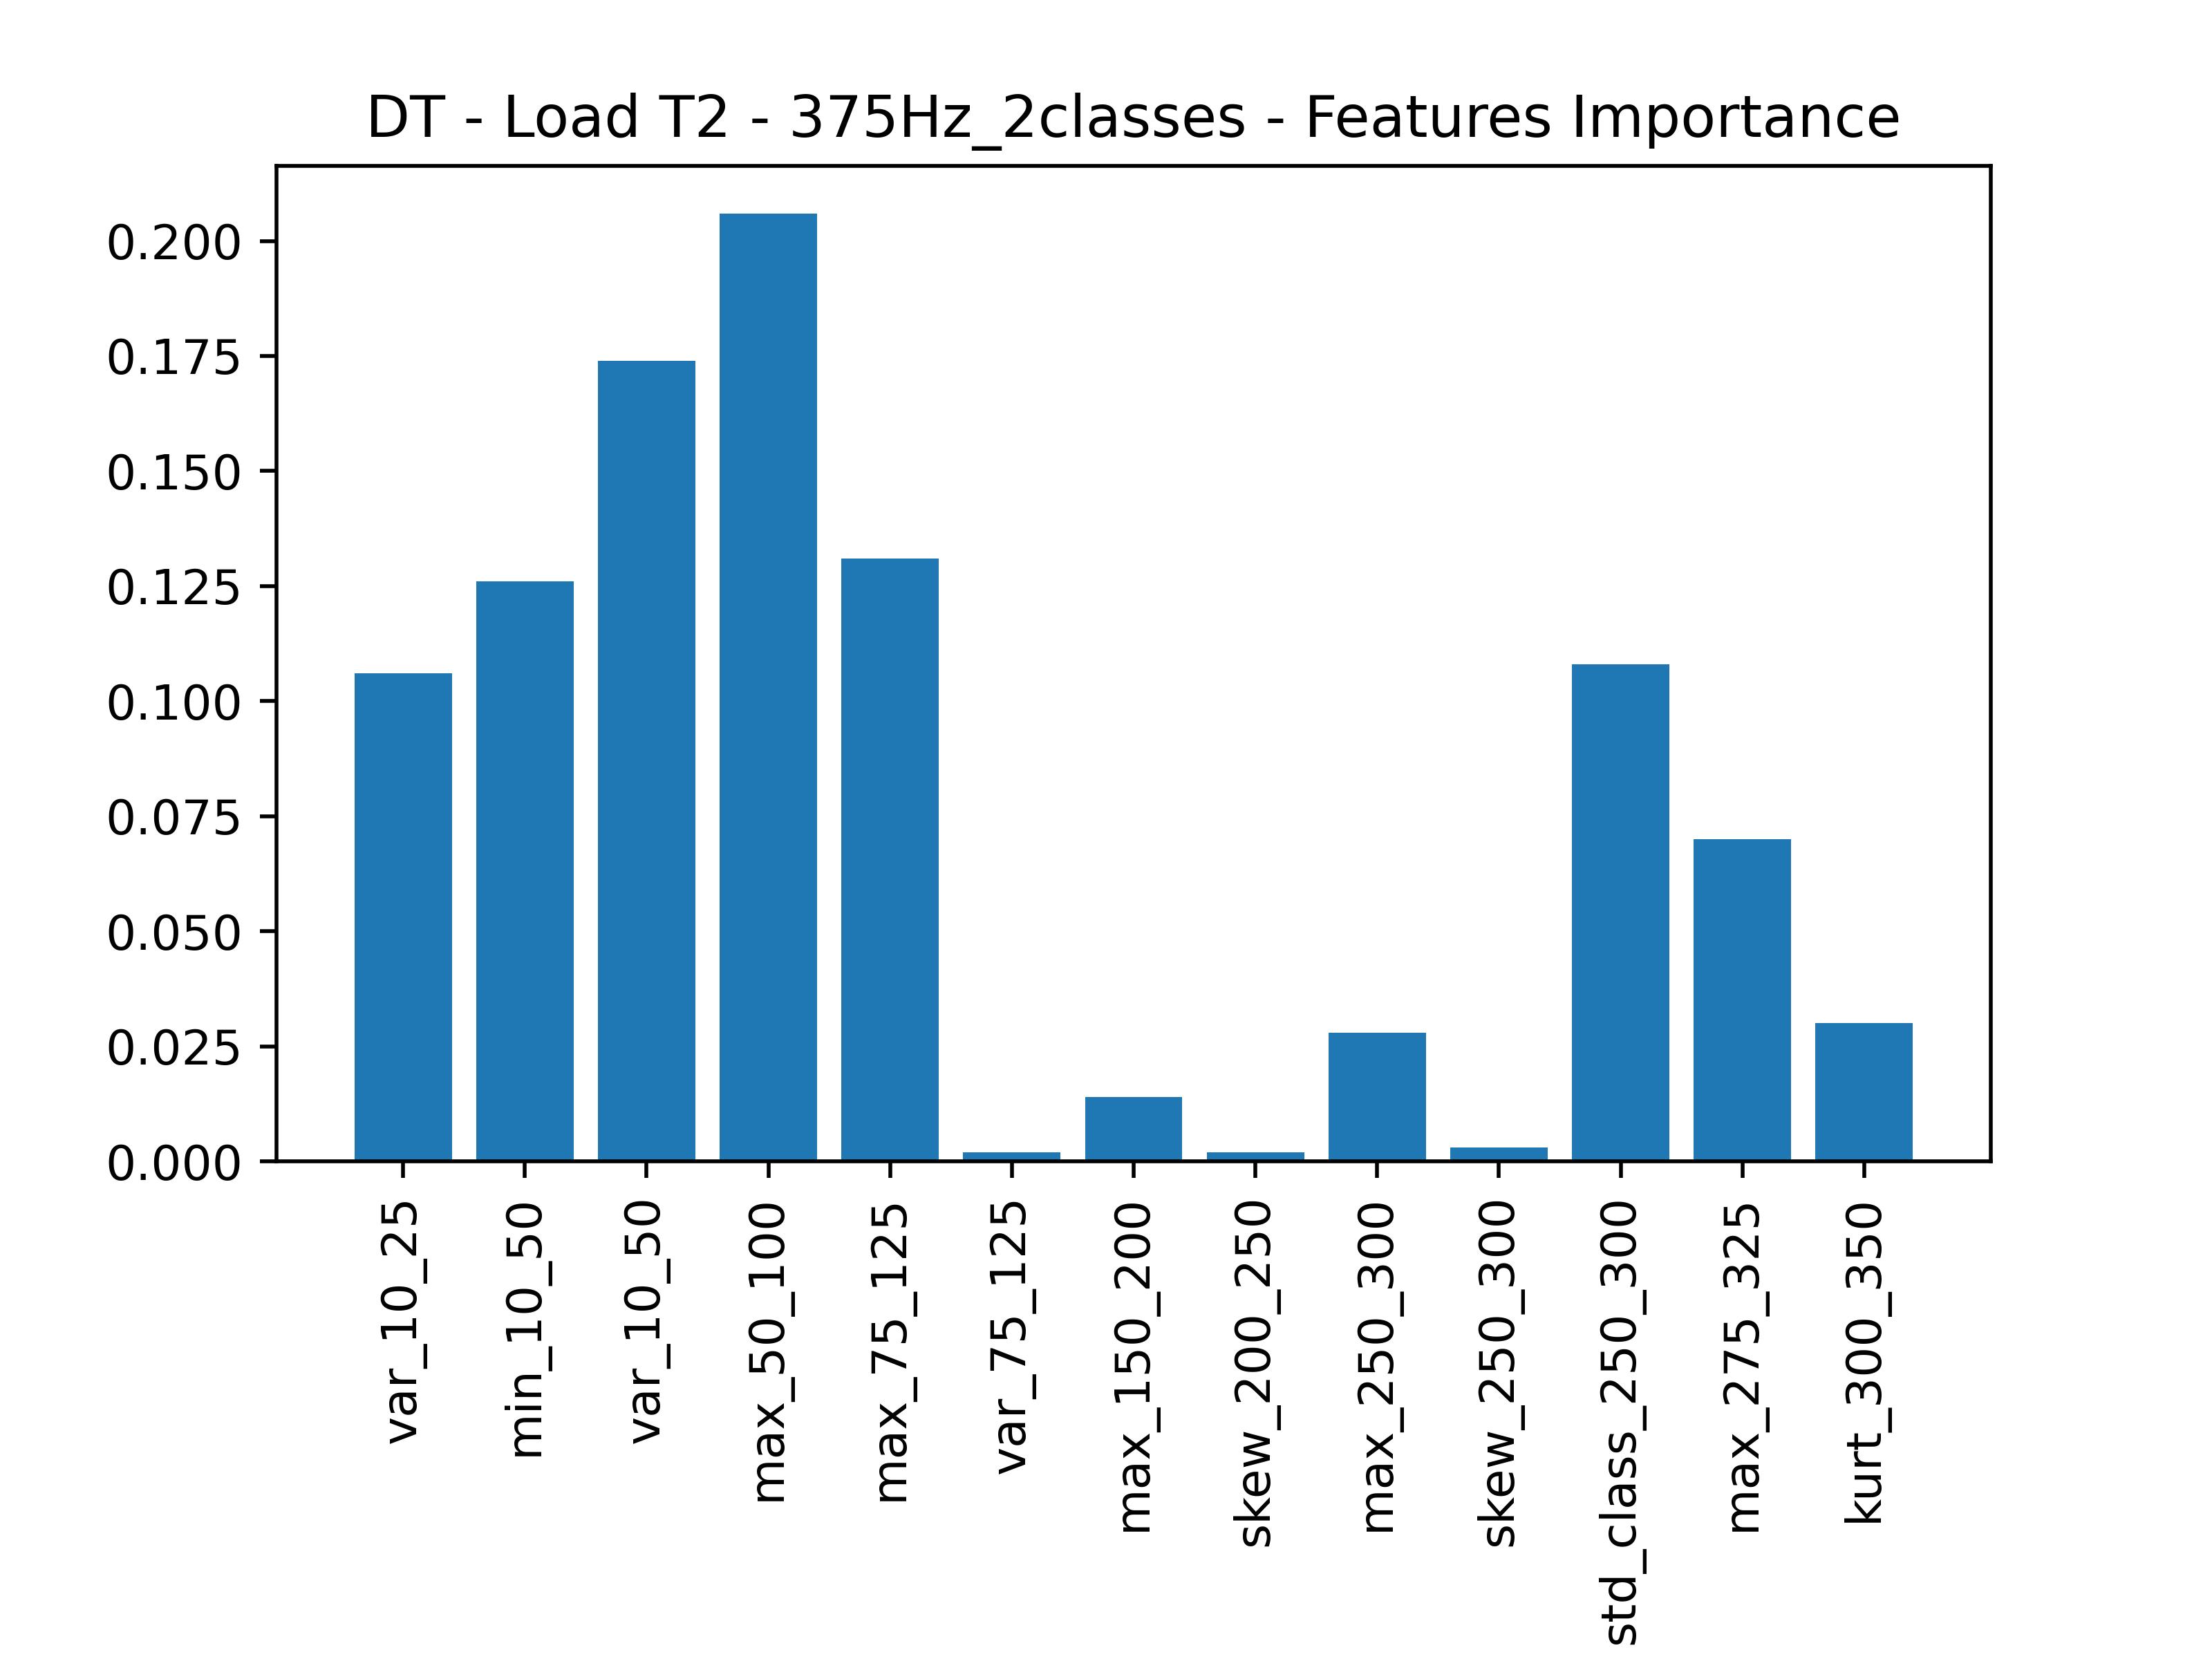 DT - Load T2 - 375Hz_2classes - Features Importance
0.200
0.175
0.150
0.125
0.100
0.075
0.050
0.025
0.000
var_10_25
min_10_50
var_10_50
max_50_100
max_75_125
var_75_125
max_150_200
skew_200_250
max_250_300
skew_250_300
std_class_250_300
max_275_325
kurt_300_350